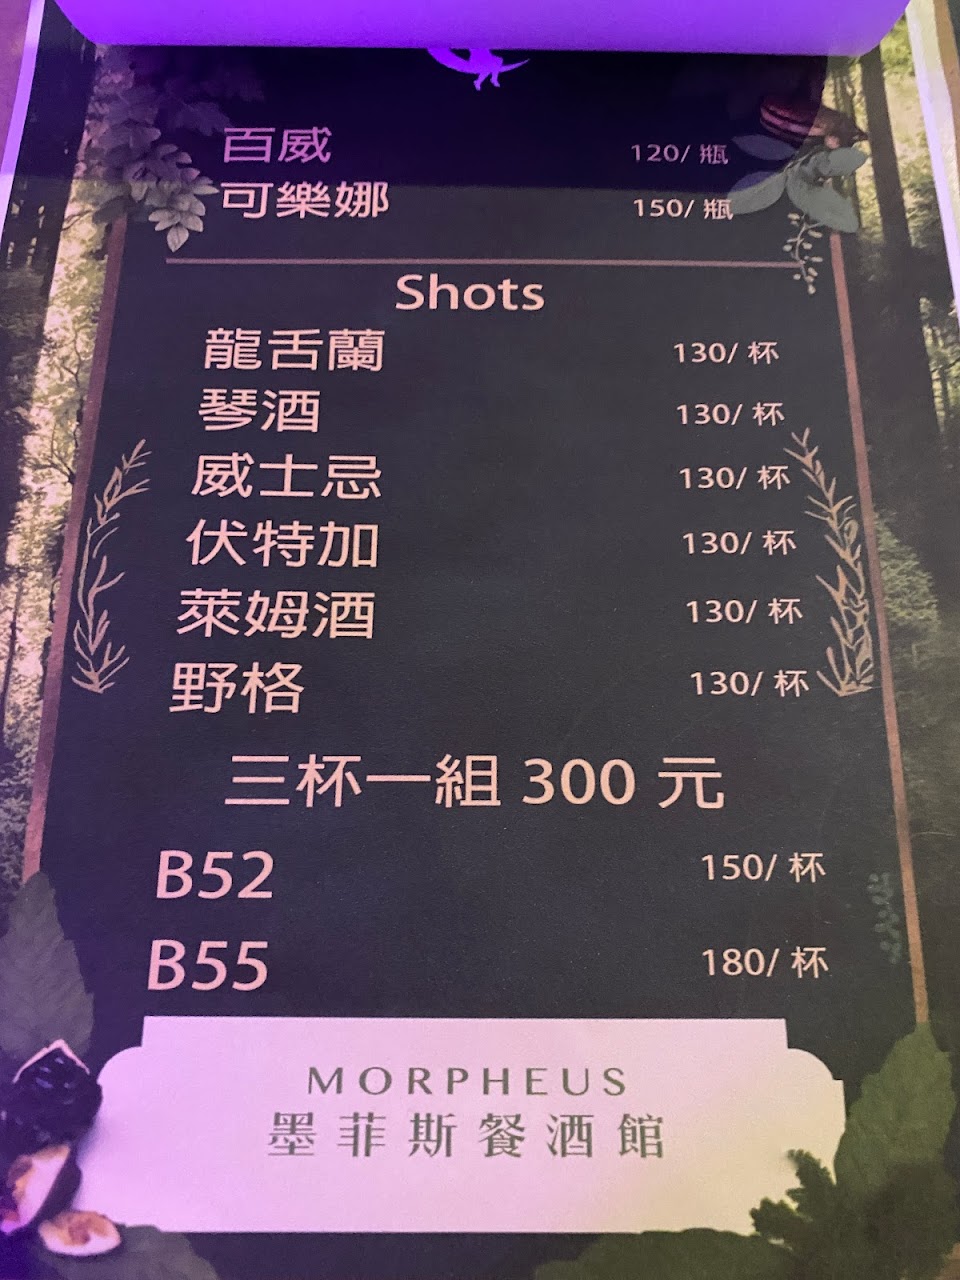 百威 120/ 瓶
可樂娜 150/ 瓶
Shots
龍舌蘭 130/ 杯
琴酒 130/ 杯
威士忌 130/ 杯
伏特加 130/ 杯
萊姆酒 130/ 杯
野格 130/ 杯
三杯一組 300 元
B52 150/ 杯
B55 180/ 杯
MORPHEUS
墨菲斯餐酒館